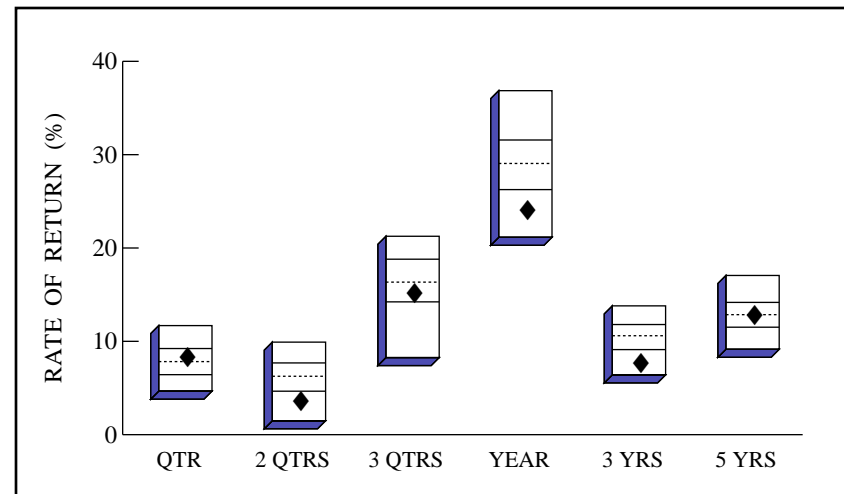 RATE OF RETURN (%)
40
30
20
10
0
QTR 2 QTRS 3 QTRS YEAR 3 YRS 5 YRS